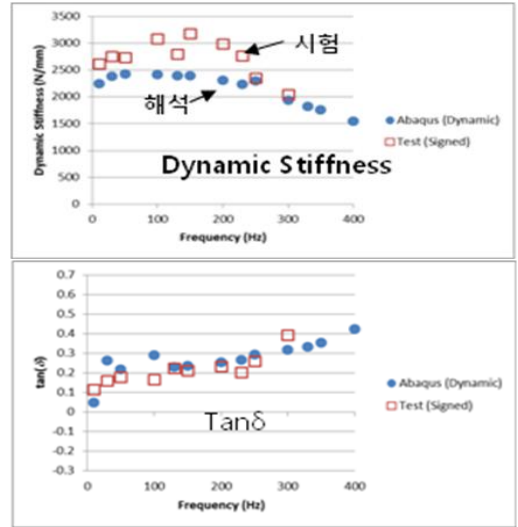 Dynamic Stiffness (N/mm)
3500
3000
2500
2000
1500
1000
500
0
0 100 200 300 400
Frequency (Hz)
시험
해석
Dynamic Stiffness
Abaqus (Dynamic)
Test (Signed)
tan(δ)
0.7
0.6
0.5
0.4
0.3
0.2
0.1
0
-0.1
-0.2
-0.3
0 100 200 300 400
Frequency (Hz)
Tanδ
Abaqus (Dynamic)
Test (Signed)